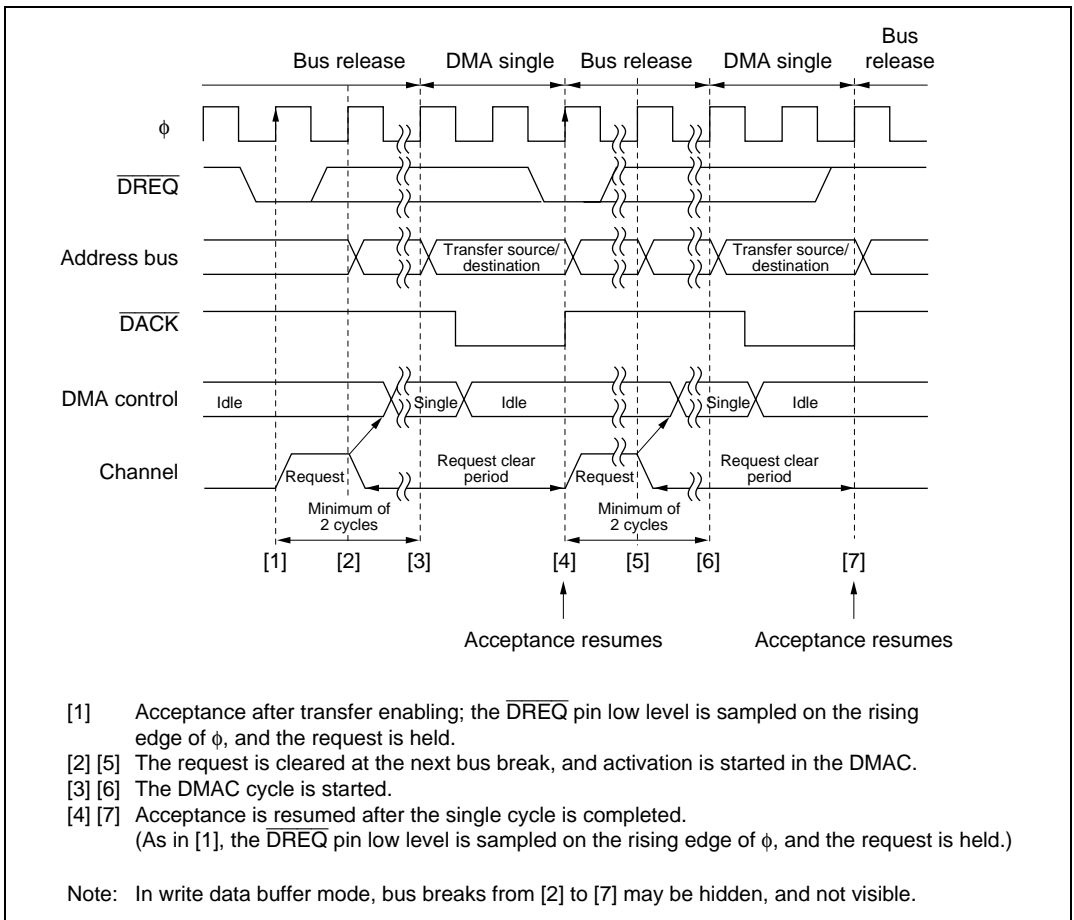 Bus release DMA single Bus release DMA single Bus
release
φ
DREQ
Address bus
Transfer source/
destination
Transfer source/
destination
DACK
DMA control
Idle Single Idle Single Idle
Channel
Request Request clear
period
Request Request clear
period
Minimum of
2 cycles
Minimum of
2 cycles
[1] [2] [3] [4] [5] [6] [7]
Acceptance resumes Acceptance resumes
[1] Acceptance after transfer enabling; the DREQ pin low level is sampled on the rising
edge of φ, and the request is held.
[2] [5] The request is cleared at the next bus break, and activation is started in the DMAC.
[3] [6] The DMAC cycle is started.
[4] [7] Acceptance is resumed after the single cycle is completed.
(As in [1], the DREQ pin low level is sampled on the rising edge of φ, and the request is held.)
Note: In write data buffer mode, bus breaks from [2] to [7] may be hidden, and not visible.